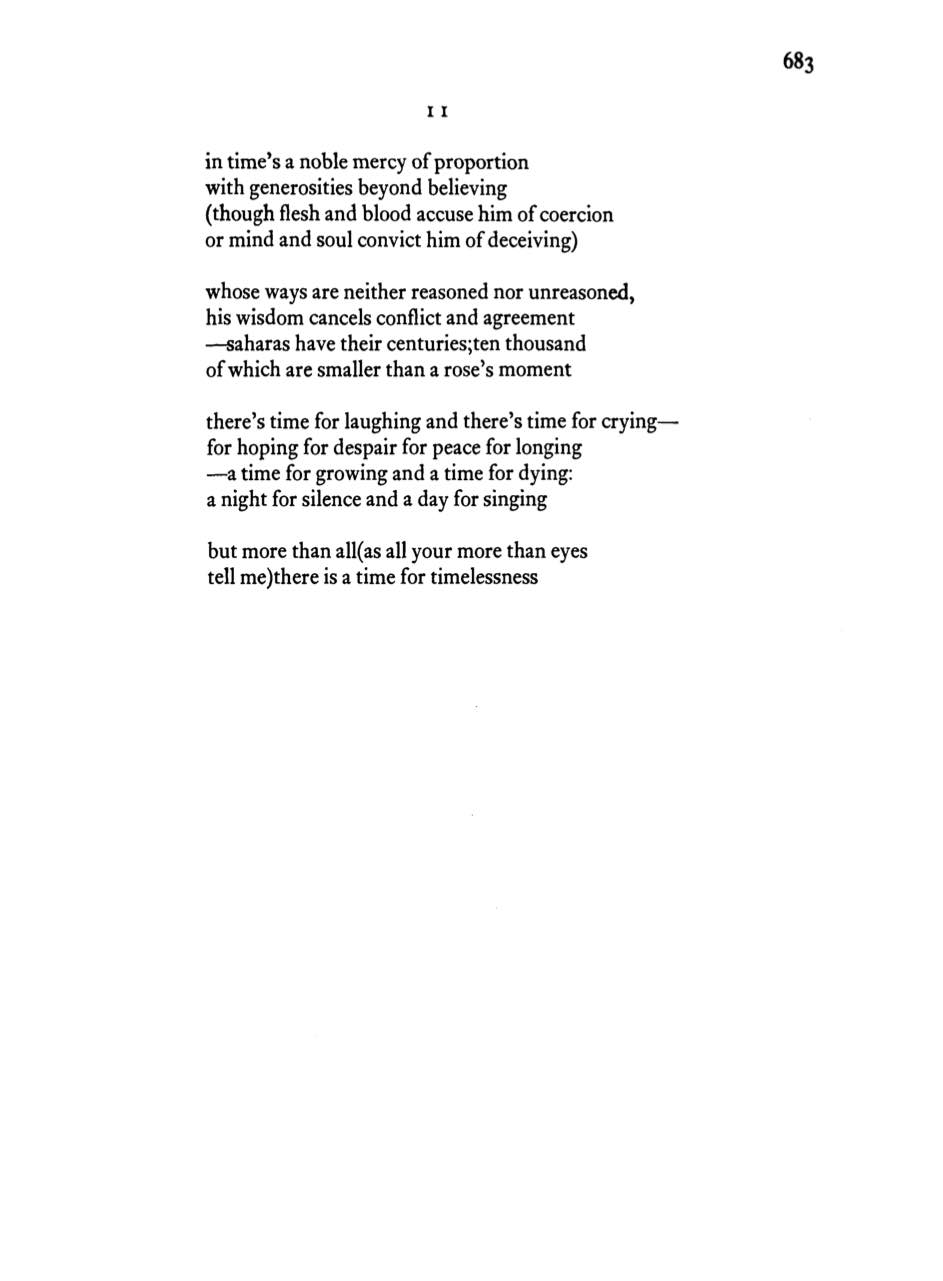 683
11
in time's a noble mercy of proportion
with generosities beyond believing
(though flesh and blood accuse him of coercion
or mind and soul convict him of deceiving)
whose ways are neither reasoned nor unreasoned,
his wisdom cancels conflict and agreement
—saharas have their centuries;ten thousand
of which are smaller than a rose's moment
there's time for laughing and there's time for crying—
for hoping for despair for peace for longing
—a time for growing and a time for dying:
a night for silence and a day for singing
but more than all(as all your more than eyes
tell me)there is a time for timelessness